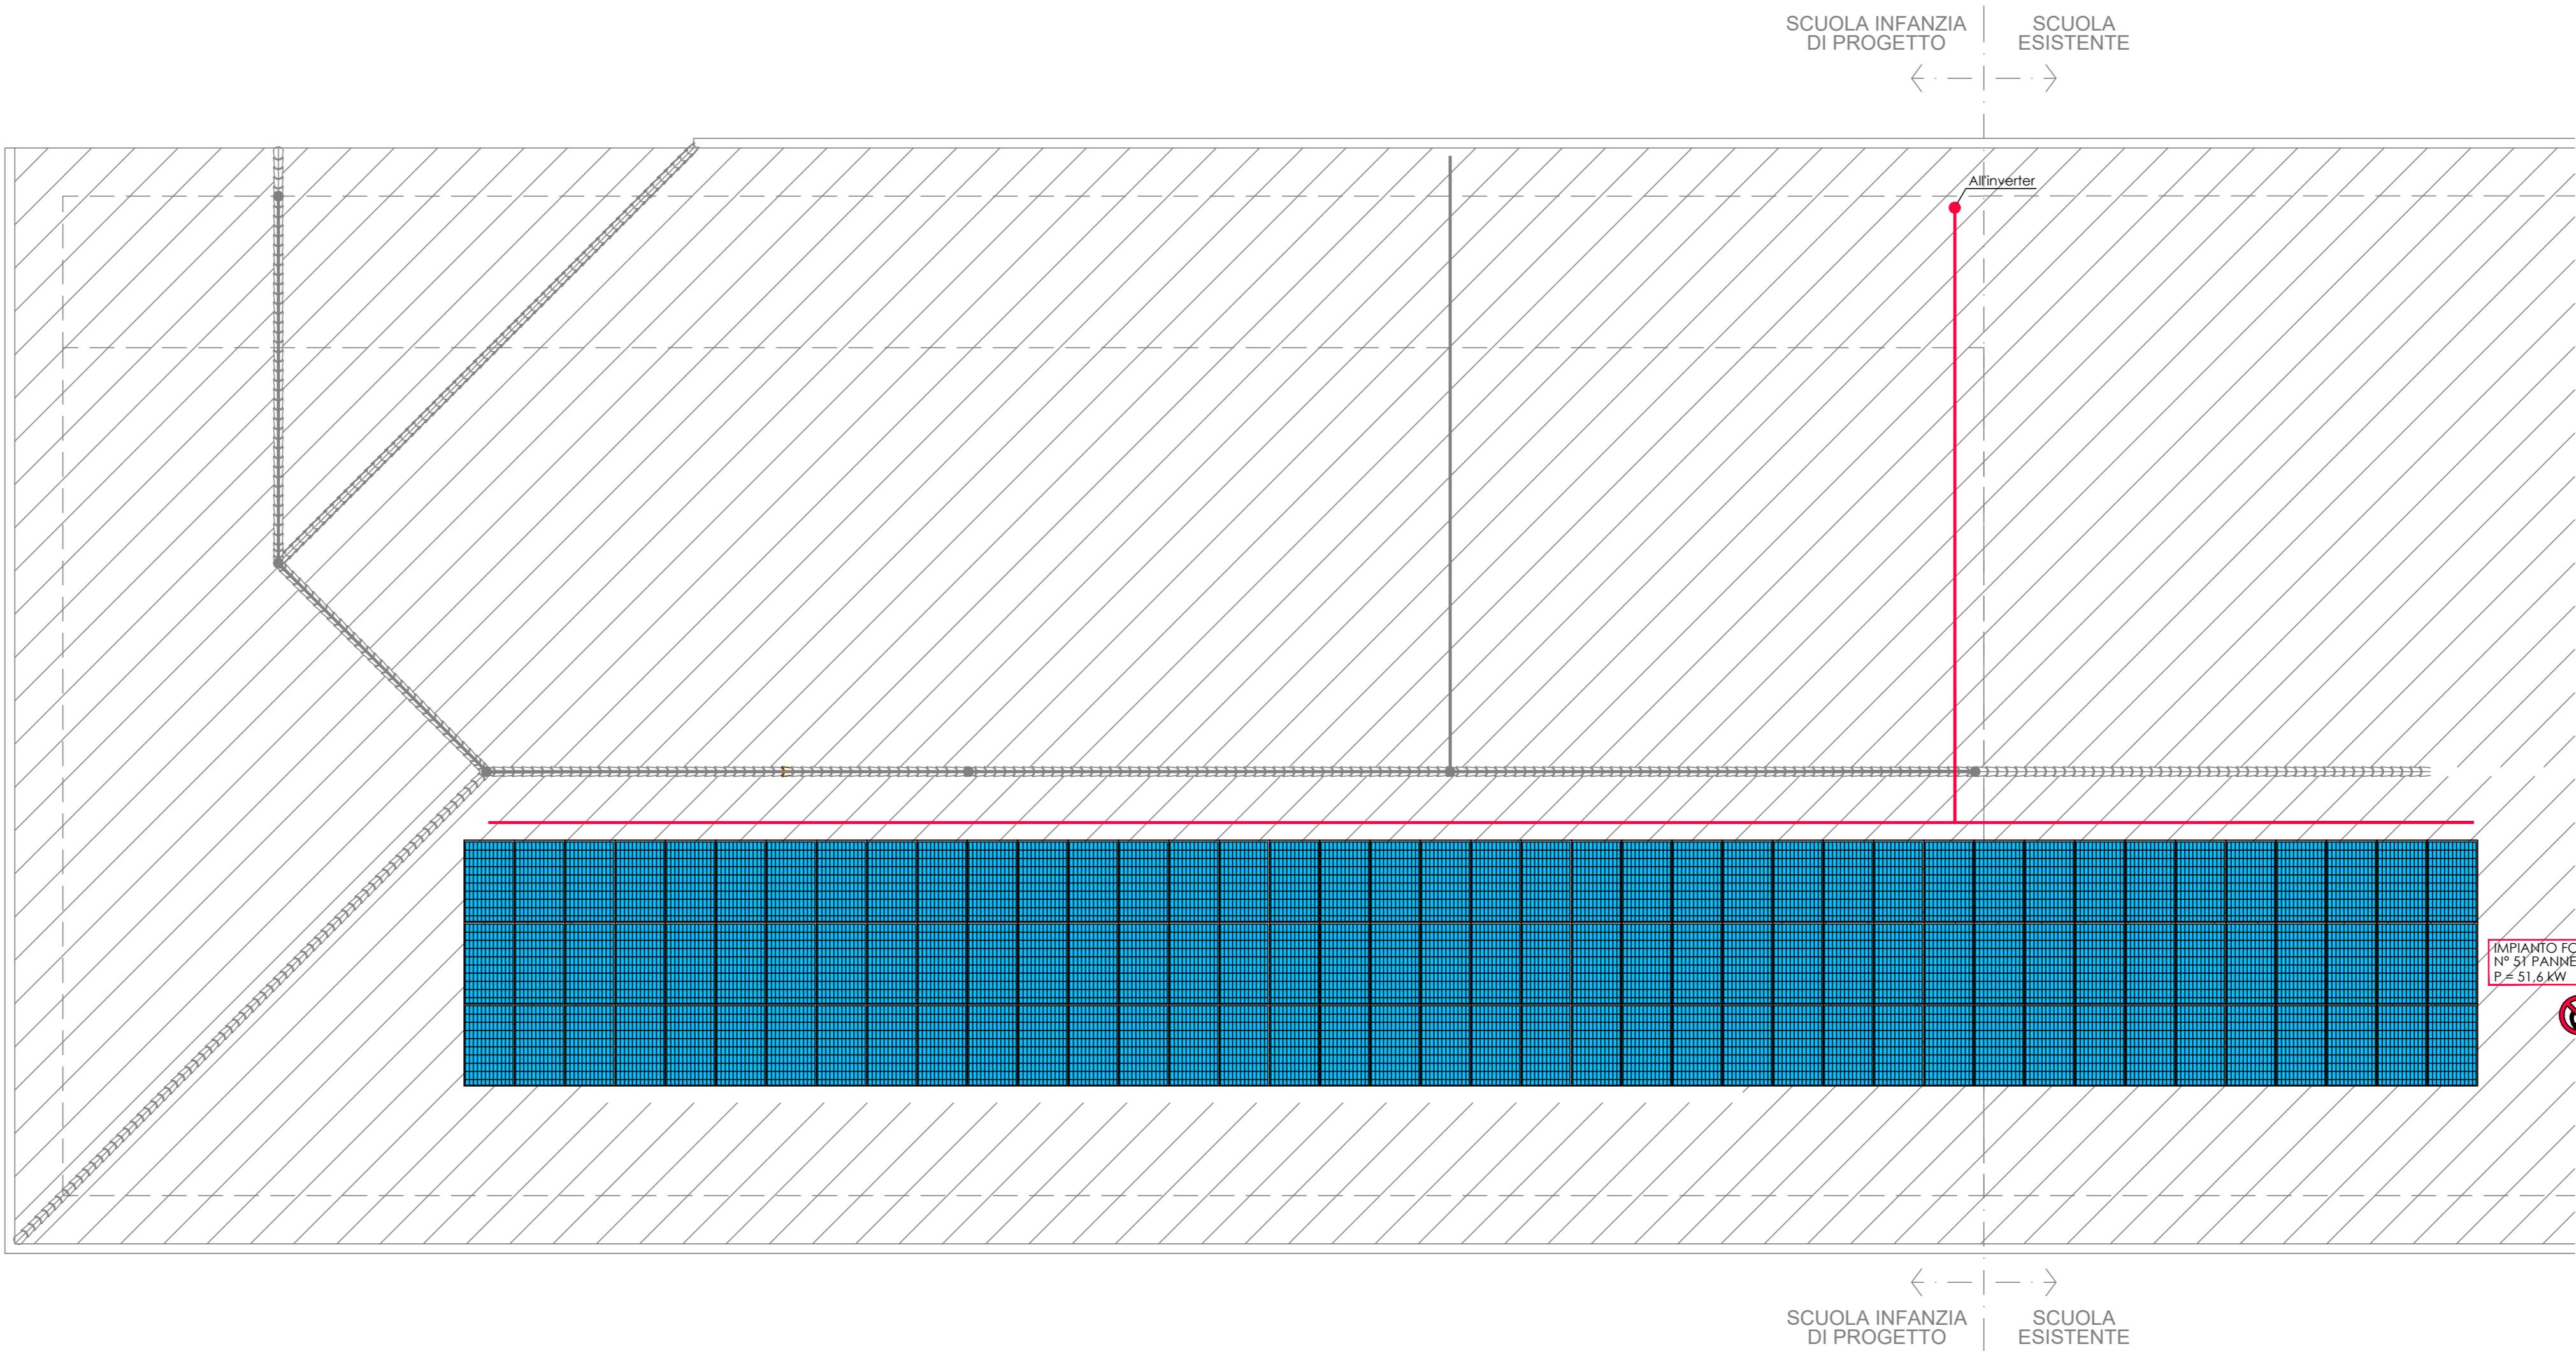 SCUOLA INFANZIA
DI PROGETTO
SCUOLA
ESISTENTE
All'inverter
IMPIANTO FO
N° 51 PANNE
P = 51,6 kW
SCUOLA INFANZIA
DI PROGETTO
SCUOLA
ESISTENTE